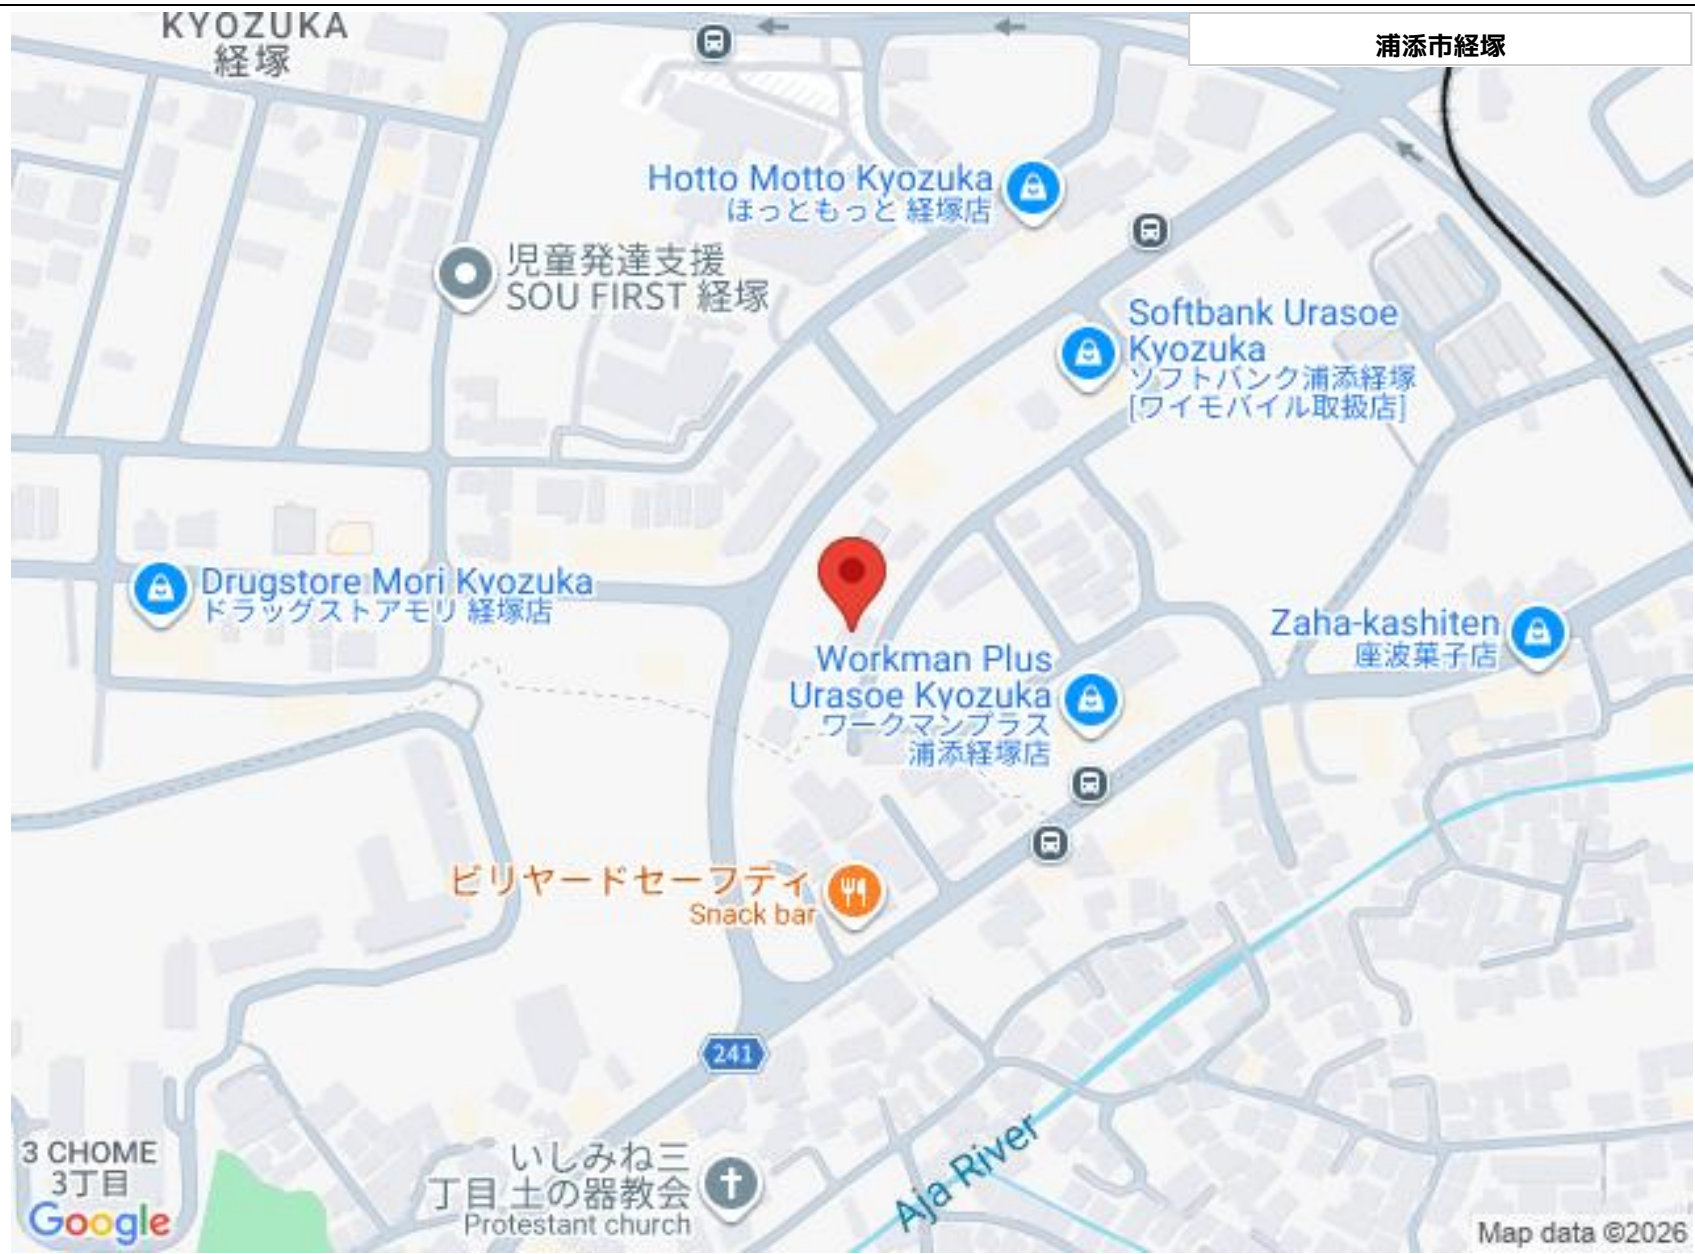 KYOZUKA
経塚
浦添市経塚
Hotto Motto Kyozuka
ほっともっと 経塚店
児童発達支援
SOU FIRST 経塚
Softbank Urasoe
Kyozuka
ソフトバンク浦添経塚
[ワイモバイル取扱店]
Drugstore Mori Kyozuka
ドラッグストアモリ 経塚店
Zaha-kashiten
座波菓子店
Workman Plus
Urasoe Kyozuka
ワークマンプラス
浦添経塚店
ビリヤードセーフティ
Snack bar
241
3 CHOME
3丁目
いしみね三
丁目 土の器教会
Protestant church
Aja River
Google
Map data ©2026